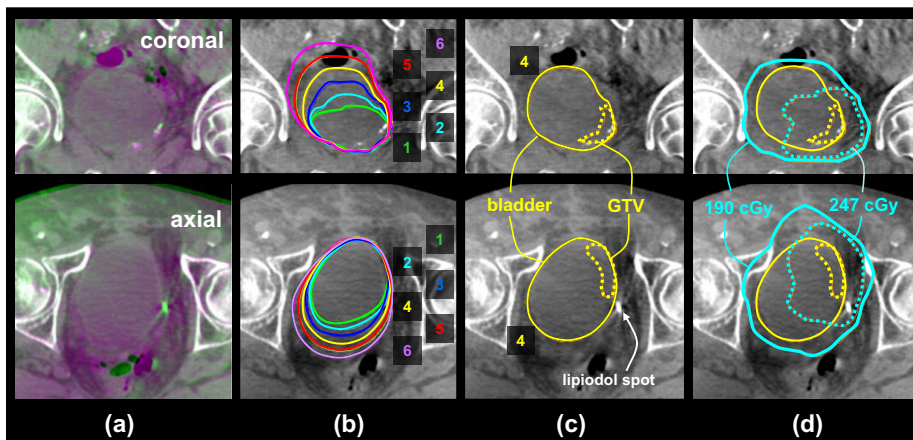 coronal
6
5
4
3
2
1
4
axial
bladder
GTV
190 cGy
247 cGy
1
2
3
4
5
6
4
lipiodol spot
(a)
(b)
(c)
(d)